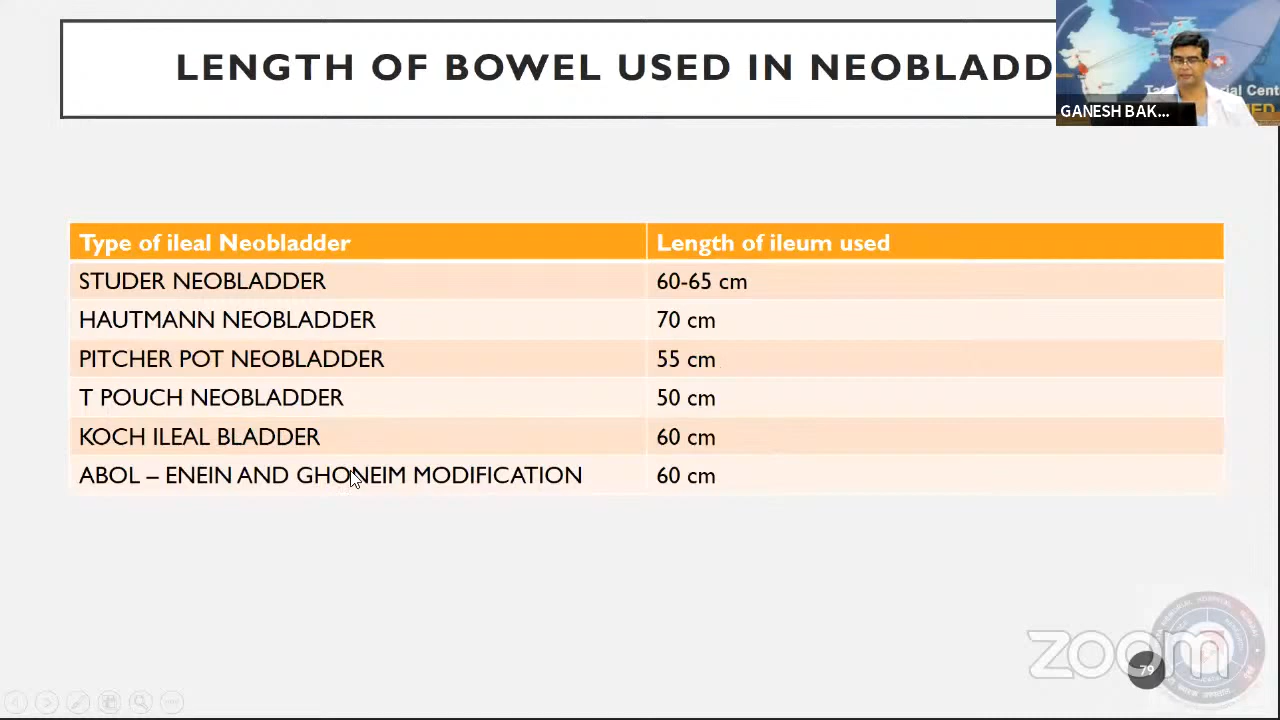 LENGTH OF BOWEL USED IN NEOBLADD
GANESH BAK...
Type of ileal Neobladder Length of ileum used
STUDER NEOBLADDER 60-65 cm
HAUTMANN NEOBLADDER 70 cm
PITCHER POT NEOBLADDER 55 cm
T POUCH NEOBLADDER 50 cm
KOCH ILEAL BLADDER 60 cm
ABOL – ENEIN AND GHONEIM MODIFICATION 60 cm
zoom
79